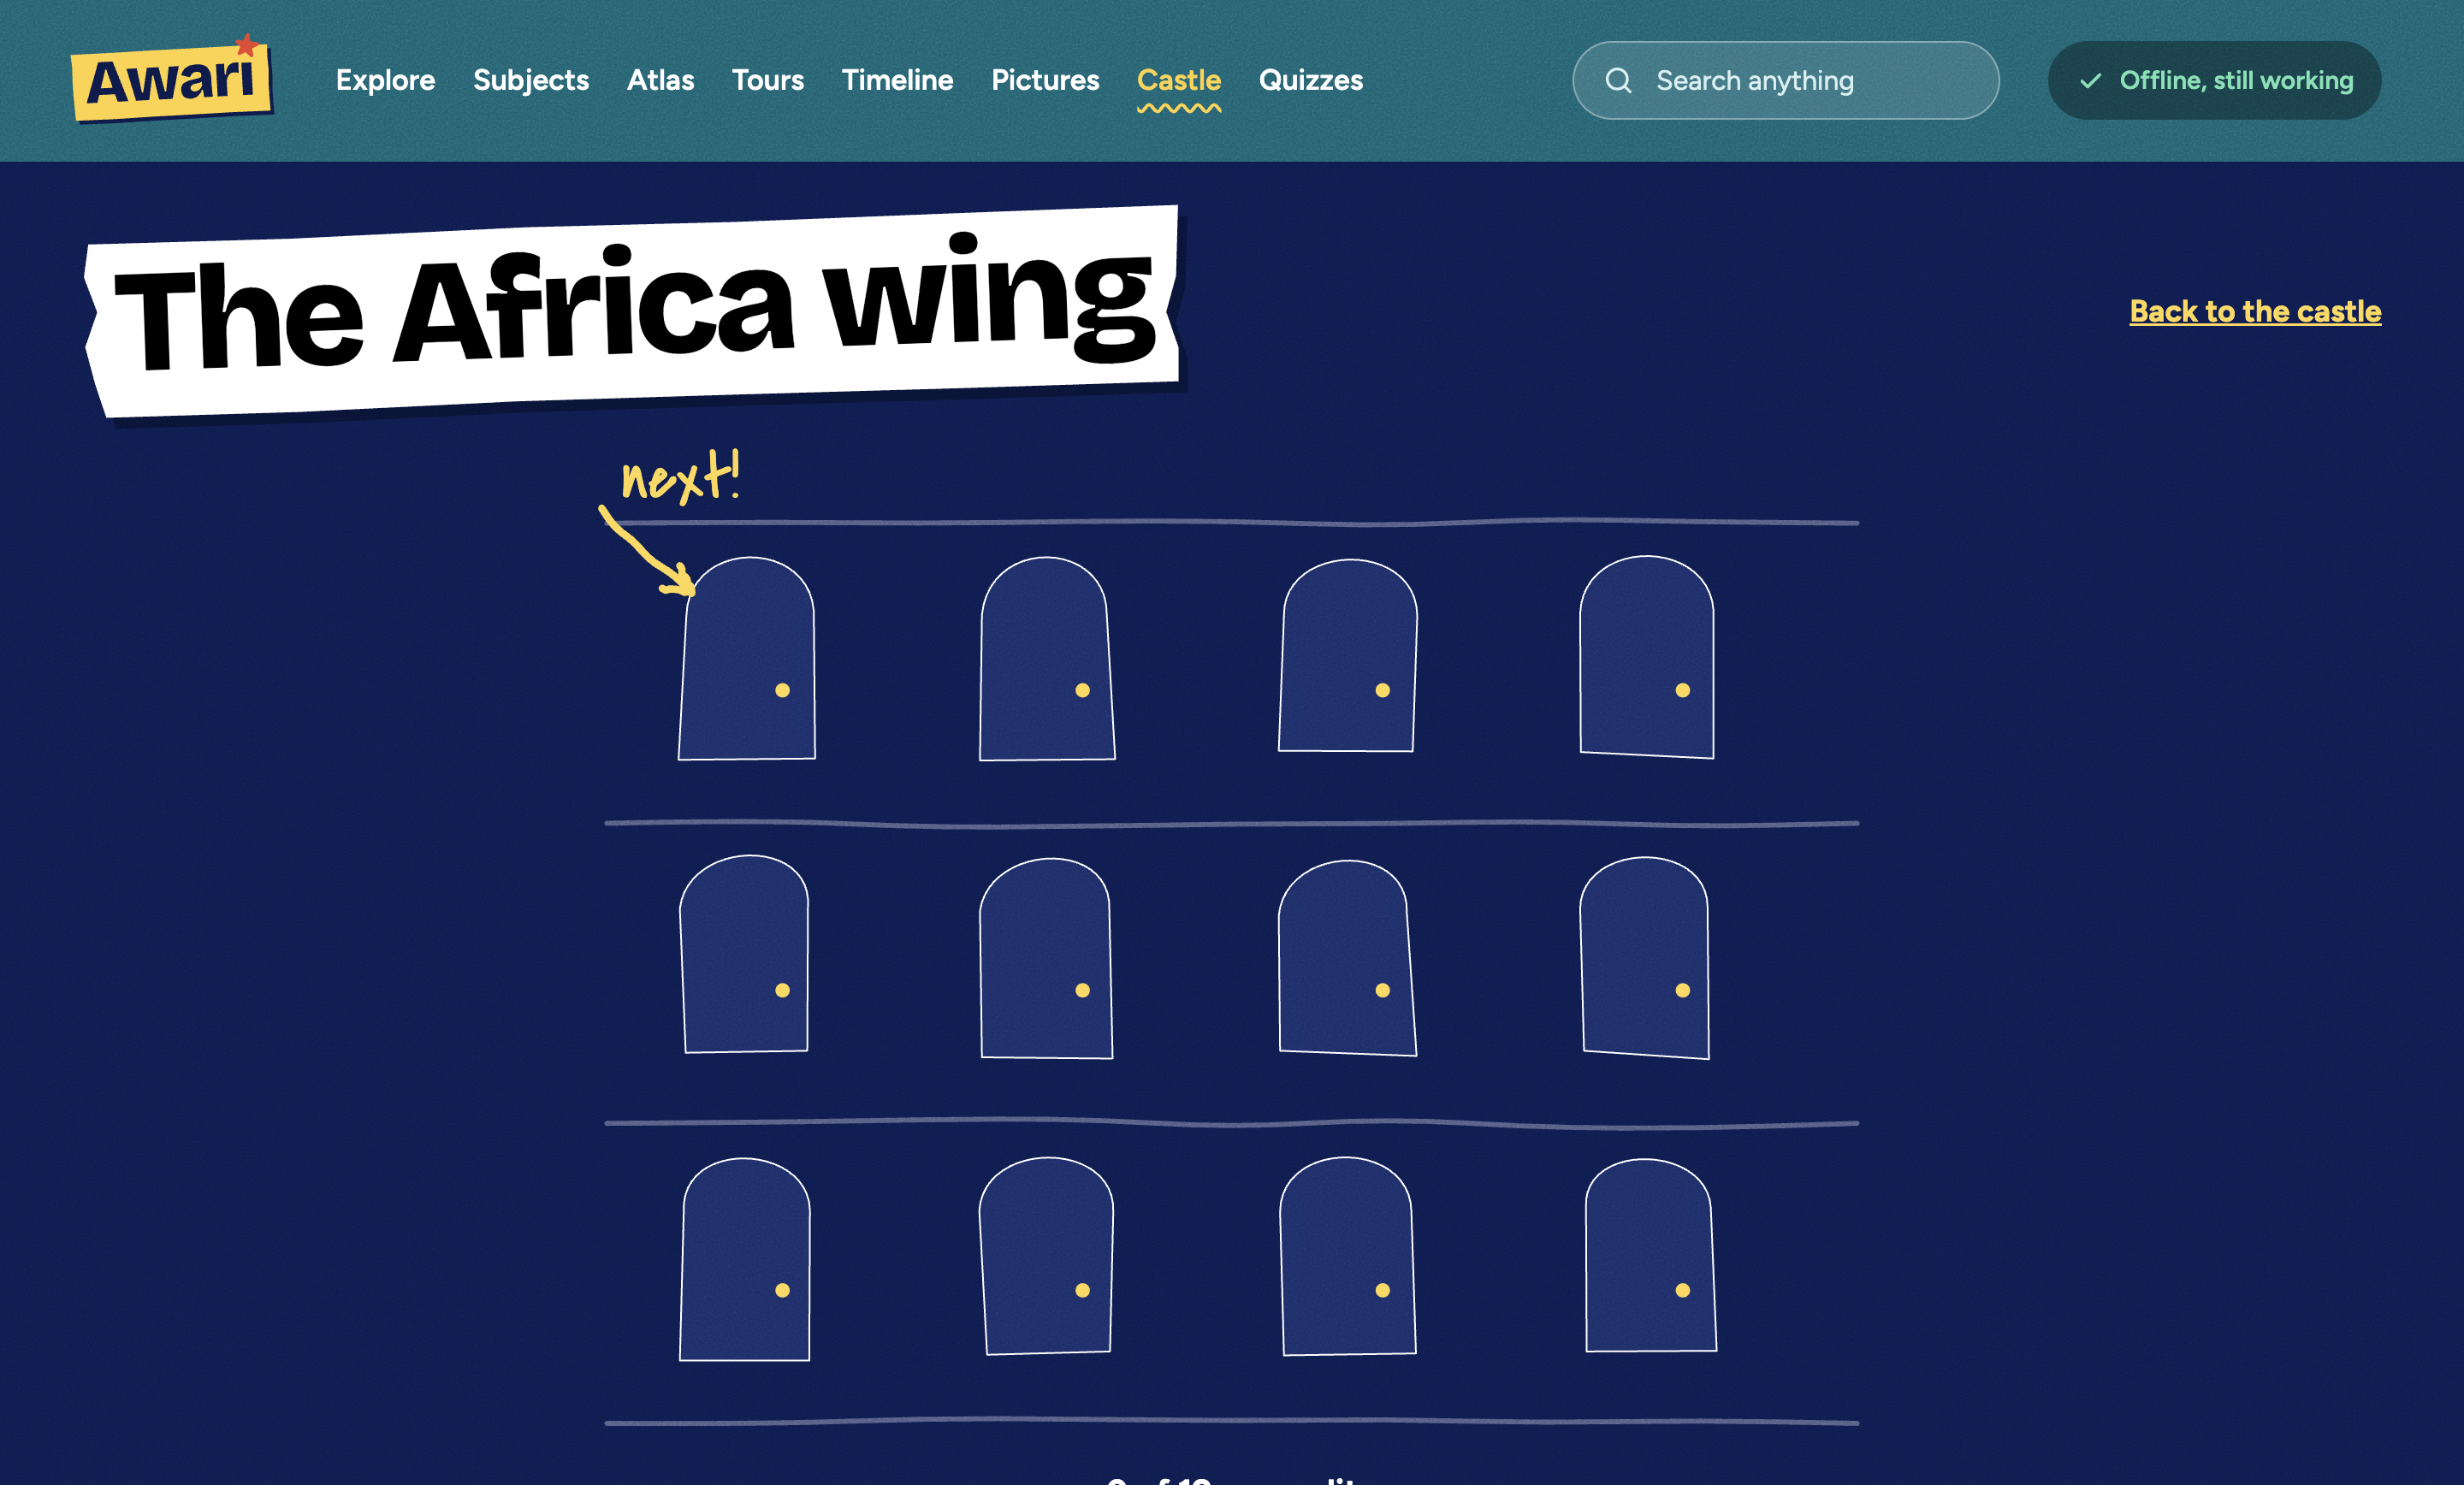 Awari
Explore Subjects Atlas Tours Timeline Pictures Castle Quizzes
Search anything
Offline, still working
The Africa wing
Back to the castle
next!